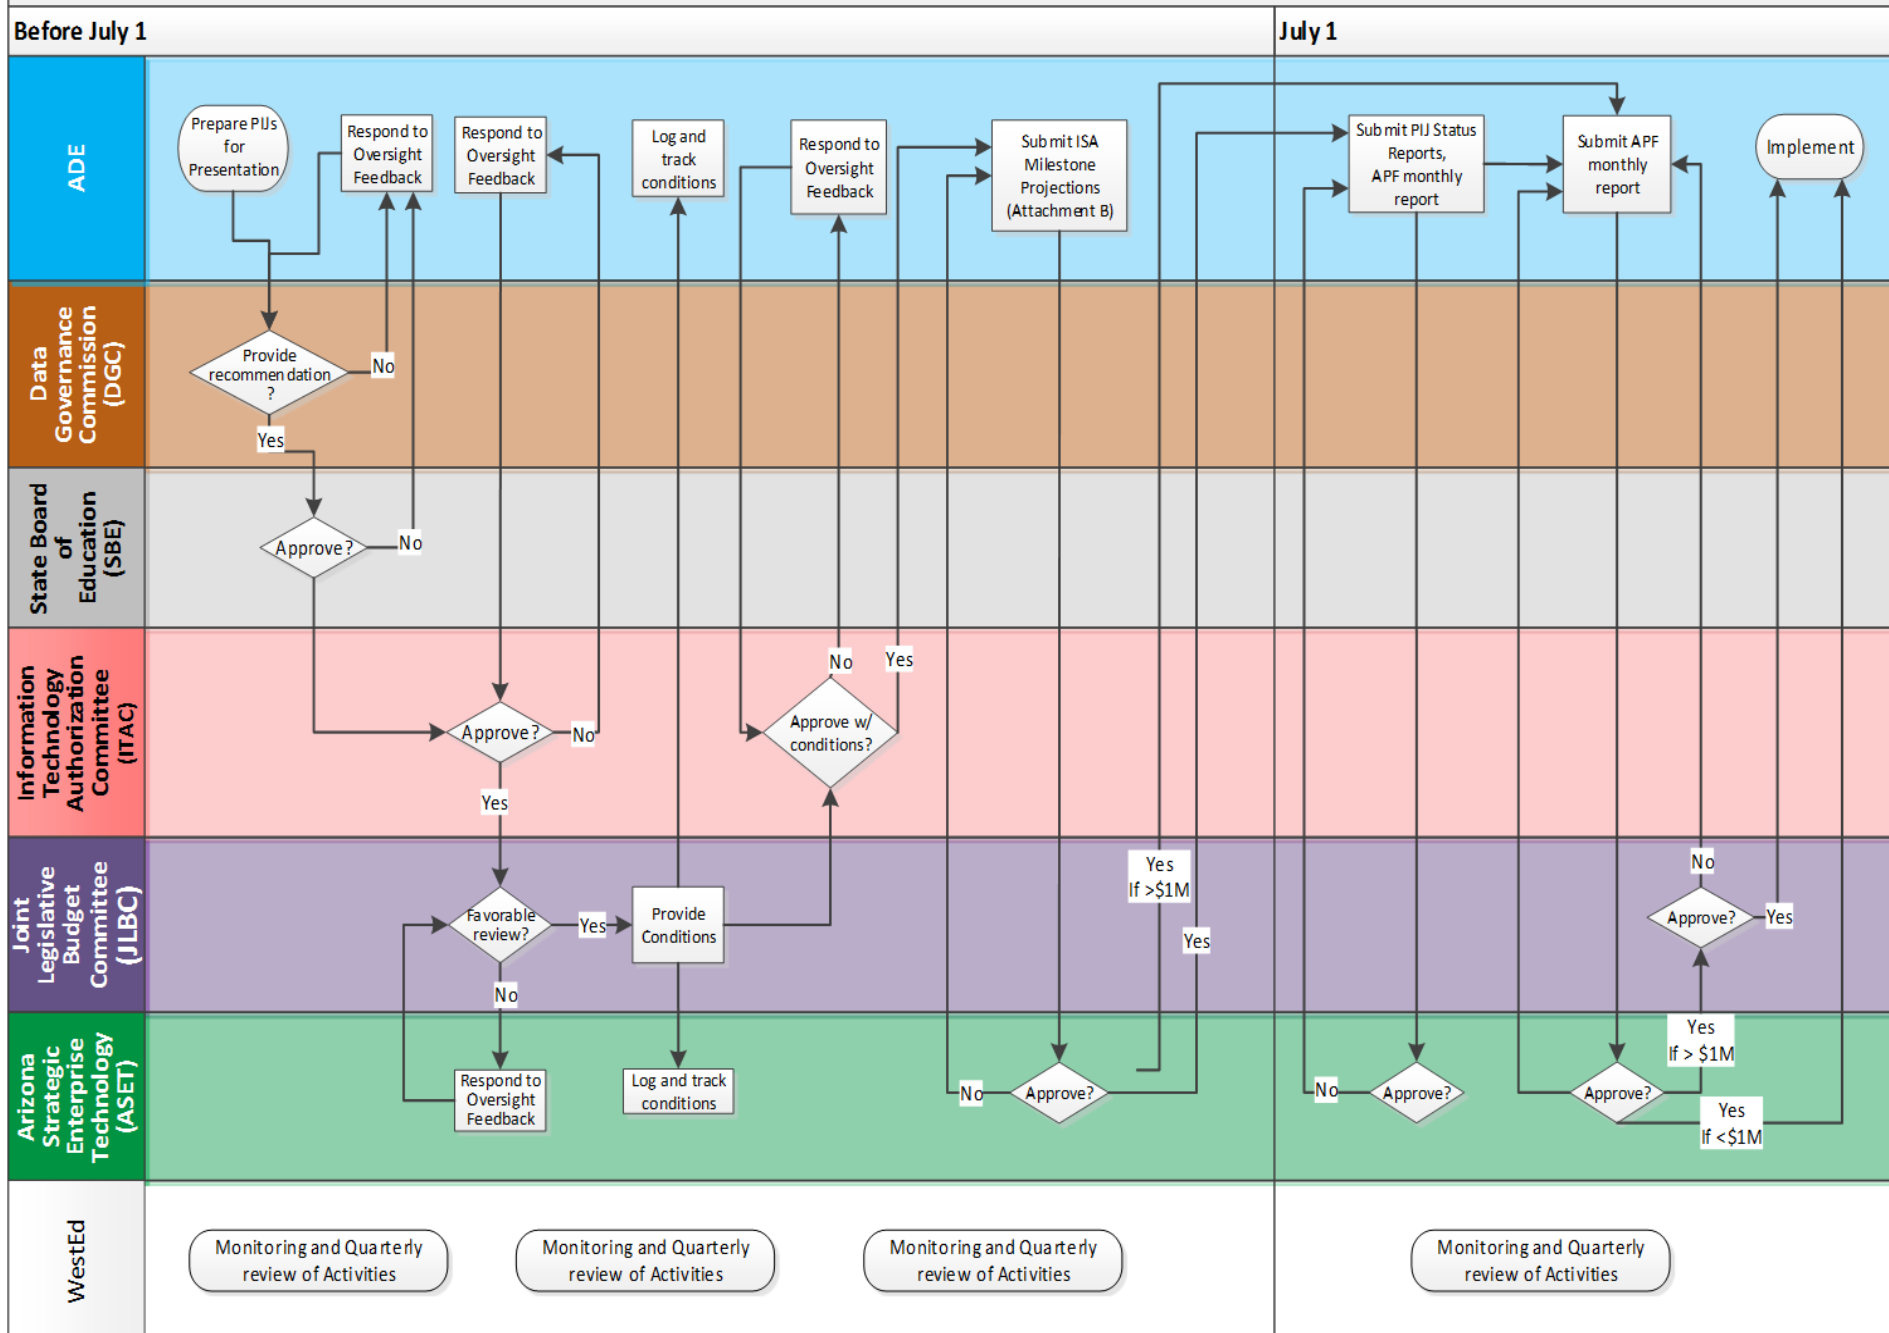 Before July 1
July 1
ADE
Prepare PIJs
for
Presentation
Respond to
Oversight
Feedback
Respond to
Oversight
Feedback
Log and
track
conditions
Respond to
Oversight
Feedback
Submit ISA
Milestone
Projections
(Attachment B)
Submit PIJ Status
Reports,
APF monthly
report
Submit APF
monthly
report
Implement
Data
Governance
Commission
(DGC)
Provide
recommendation
?
No
Yes
State Board
of
Education
(SBE)
Approve?
No
Information
Technology
Authorization
Committee
(ITAC)
Approve?
No
Yes
Approve w/
conditions?
No
Yes
Joint
Legislative
Budget
Committee
(JLBC)
Favorable
review?
Yes
No
Provide
Conditions
Yes
If >$1M
Yes
No
Approve?
Yes
Arizona
Strategic
Enterprise
Technology
(ASET)
Respond to
Oversight
Feedback
Log and track
conditions
No
Approve?
No
Approve?
Approve?
Yes
If > $1M
Yes
If <$1M
WestEd
Monitoring and Quarterly
review of Activities
Monitoring and Quarterly
review of Activities
Monitoring and Quarterly
review of Activities
Monitoring and Quarterly
review of Activities